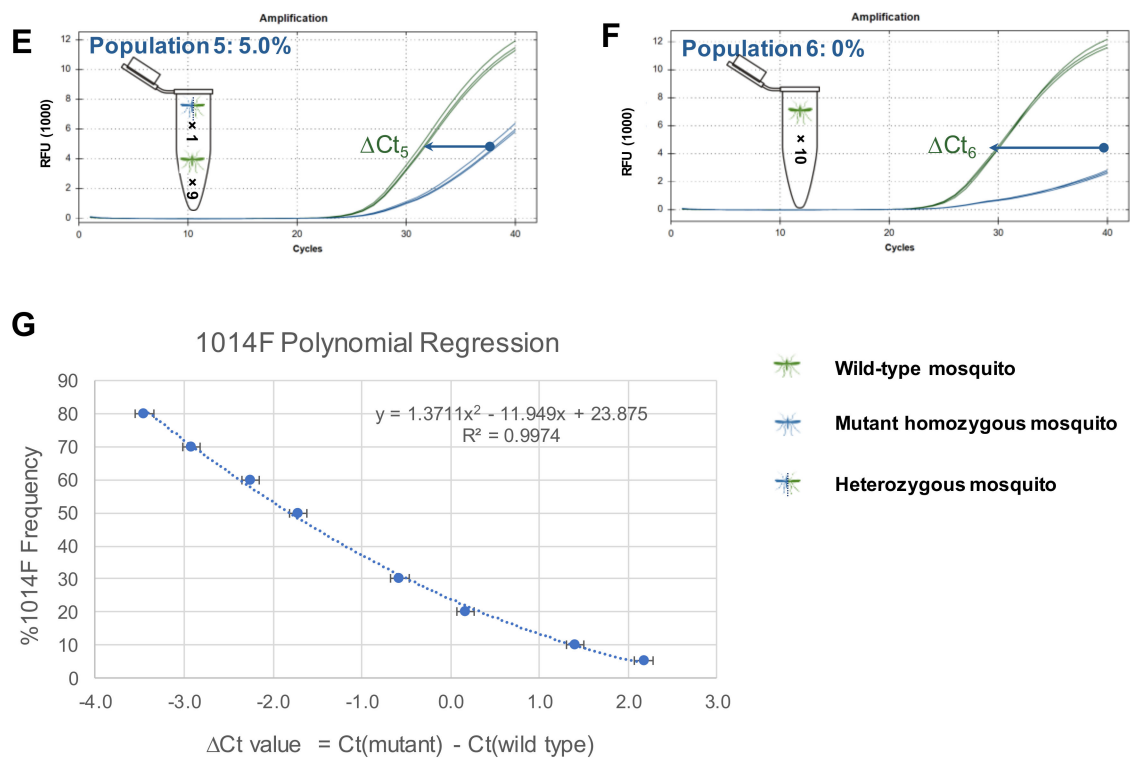 E
Amplification
Population 5: 5.0%
12
10
8
6
4
2
0
RFU (1000)
× 1
× 9
ΔCt5
0
10
20
30
40
Cycles
F
Amplification
Population 6: 0%
12
10
8
6
4
2
0
RFU (1000)
× 10
ΔCt6
0
10
20
30
40
Cycles
G
1014F Polynomial Regression
y = 1.3711x² - 11.949x + 23.875
R² = 0.9974
90
80
70
60
50
40
30
20
10
0
%1014F Frequency
-4.0
-3.0
-2.0
-1.0
0.0
1.0
2.0
3.0
ΔCt value = Ct(mutant) - Ct(wild type)
Wild-type mosquito
Mutant homozygous mosquito
Heterozygous mosquito